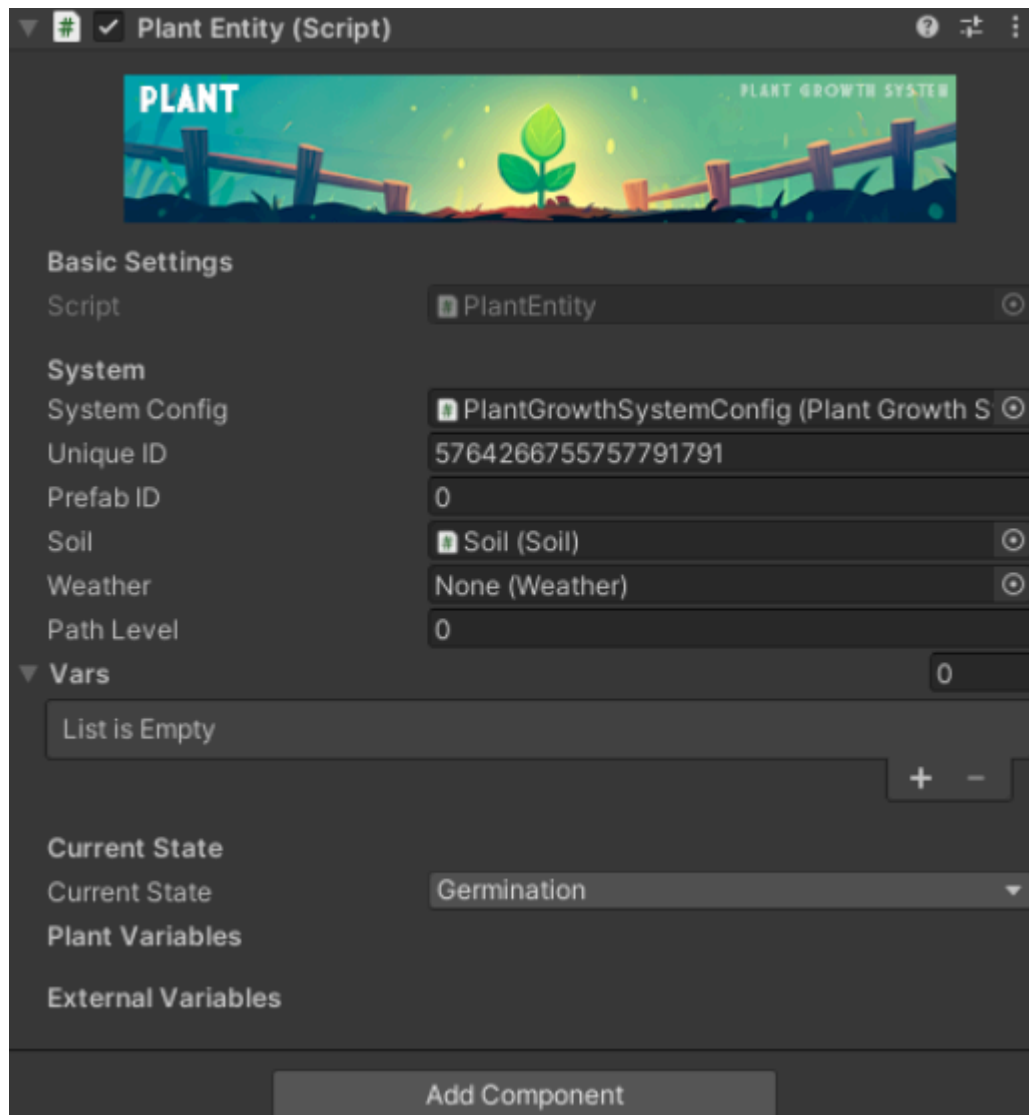 Plant Entity (Script)
PLANT
PLANT GROWTH SYSTEM
Basic Settings
Script PlantEntity
System
System Config PlantGrowthSystemConfig (Plant Growth S
Unique ID 5764266755757791791
Prefab ID 0
Soil Soil (Soil)
Weather None (Weather)
Path Level 0
Vars 0
List is Empty
Current State
Current State Germination
Plant Variables
External Variables
Add Component